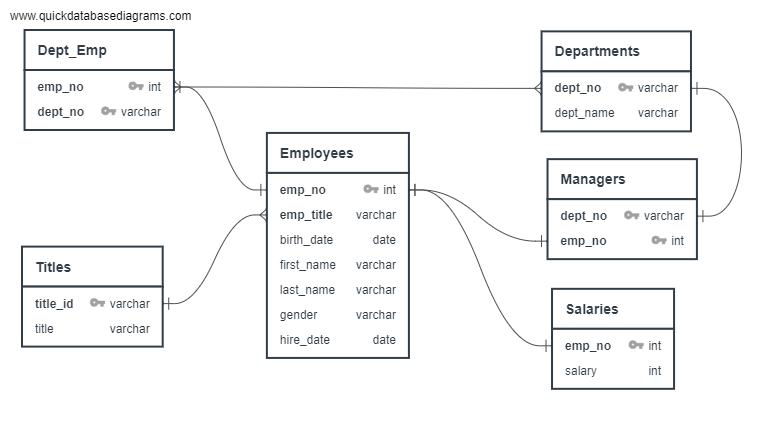 www.quickdatabasediagrams.com
Dept_Emp
emp_no int
dept_no varchar
Departments
dept_no varchar
dept_name varchar
Employees
emp_no int
emp_title varchar
birth_date date
first_name varchar
last_name varchar
gender varchar
hire_date date
Managers
dept_no varchar
emp_no int
Titles
title_id varchar
title varchar
Salaries
emp_no int
salary int